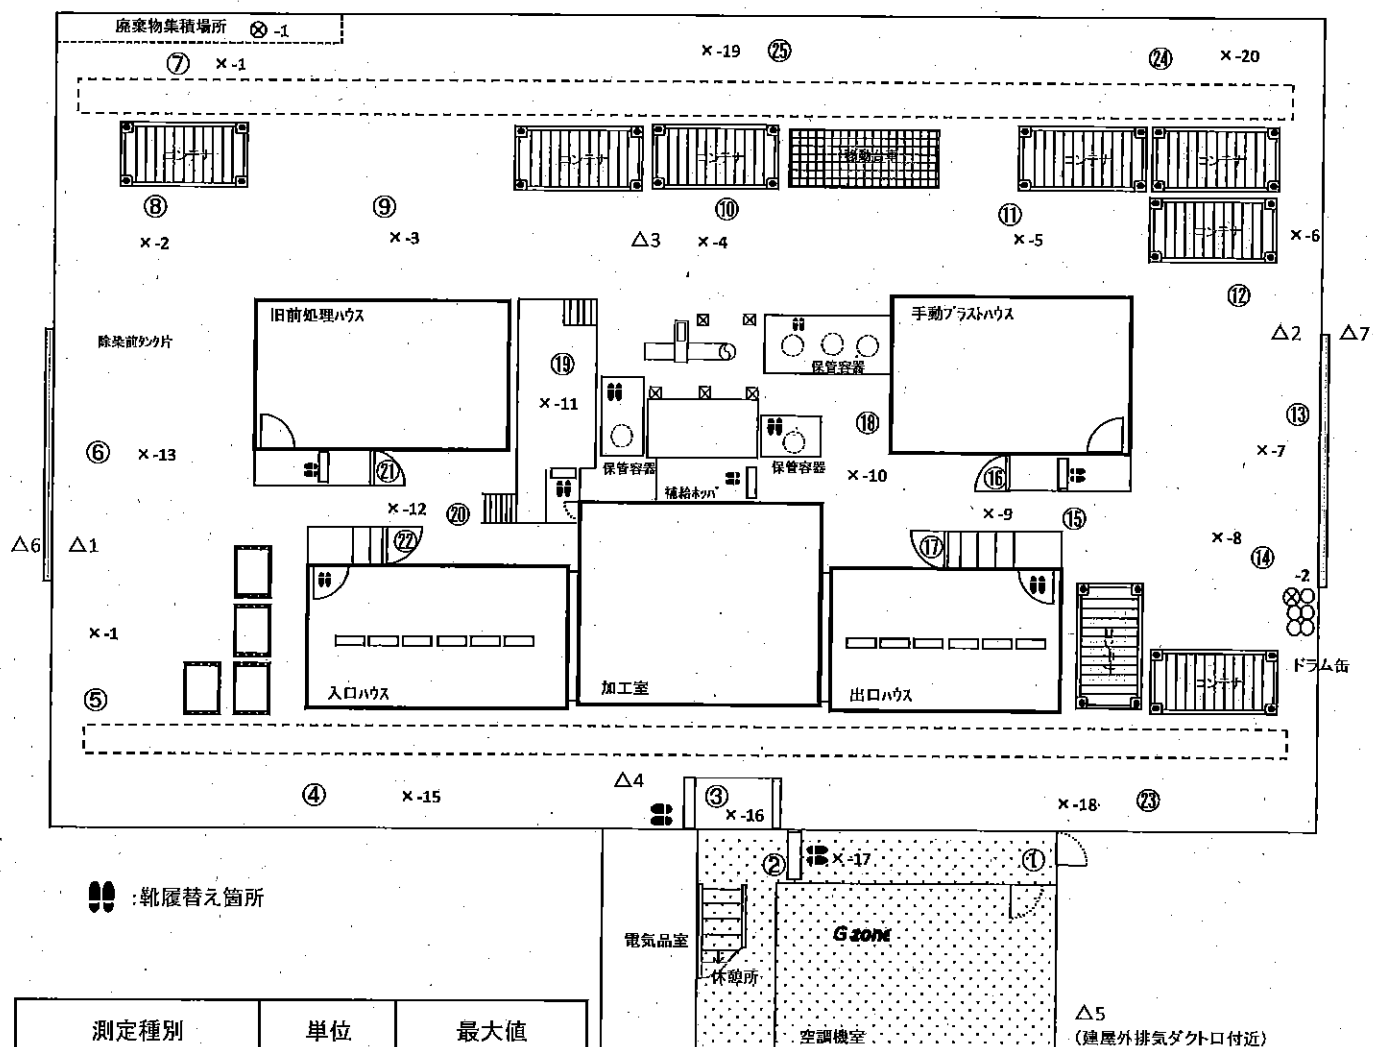 廃棄物集積場所 ⊗ -1
⑦ × -1
× -19 ㉕
㉔ × -20
コンテナ
コンテナ
コンテナ
移動台車
コンテナ
コンテナ
⑧
⑨
⑩
⑪
コンテナ
× -2
× -3
△3
× -4
× -5
× -6
⑫
旧前処理ハウス
手動ブラストハウス
除染前タンク片
△2 △7
⑲
保管容器
× -11
⑱
⑬
⑥ × -13
㉑
保管容器
保管容器
× -10
⑯
× -7
補給ホッパ
× -12
⑳
× -9
⑮
△6 △1
㉒
⑰
× -8
⑭
-2
× -1
コンテナ
ドラム缶
⑤
入口ハウス
加工室
出口ハウス
コンテナ
④ × -15
△4
③
× -16
× -18 ㉓
② × -17
①
:靴履替え箇所
電気品室
G zone
休憩所
測定種別 単位 最大値
空調機室
△5
(建屋外排気ダクト口付近)